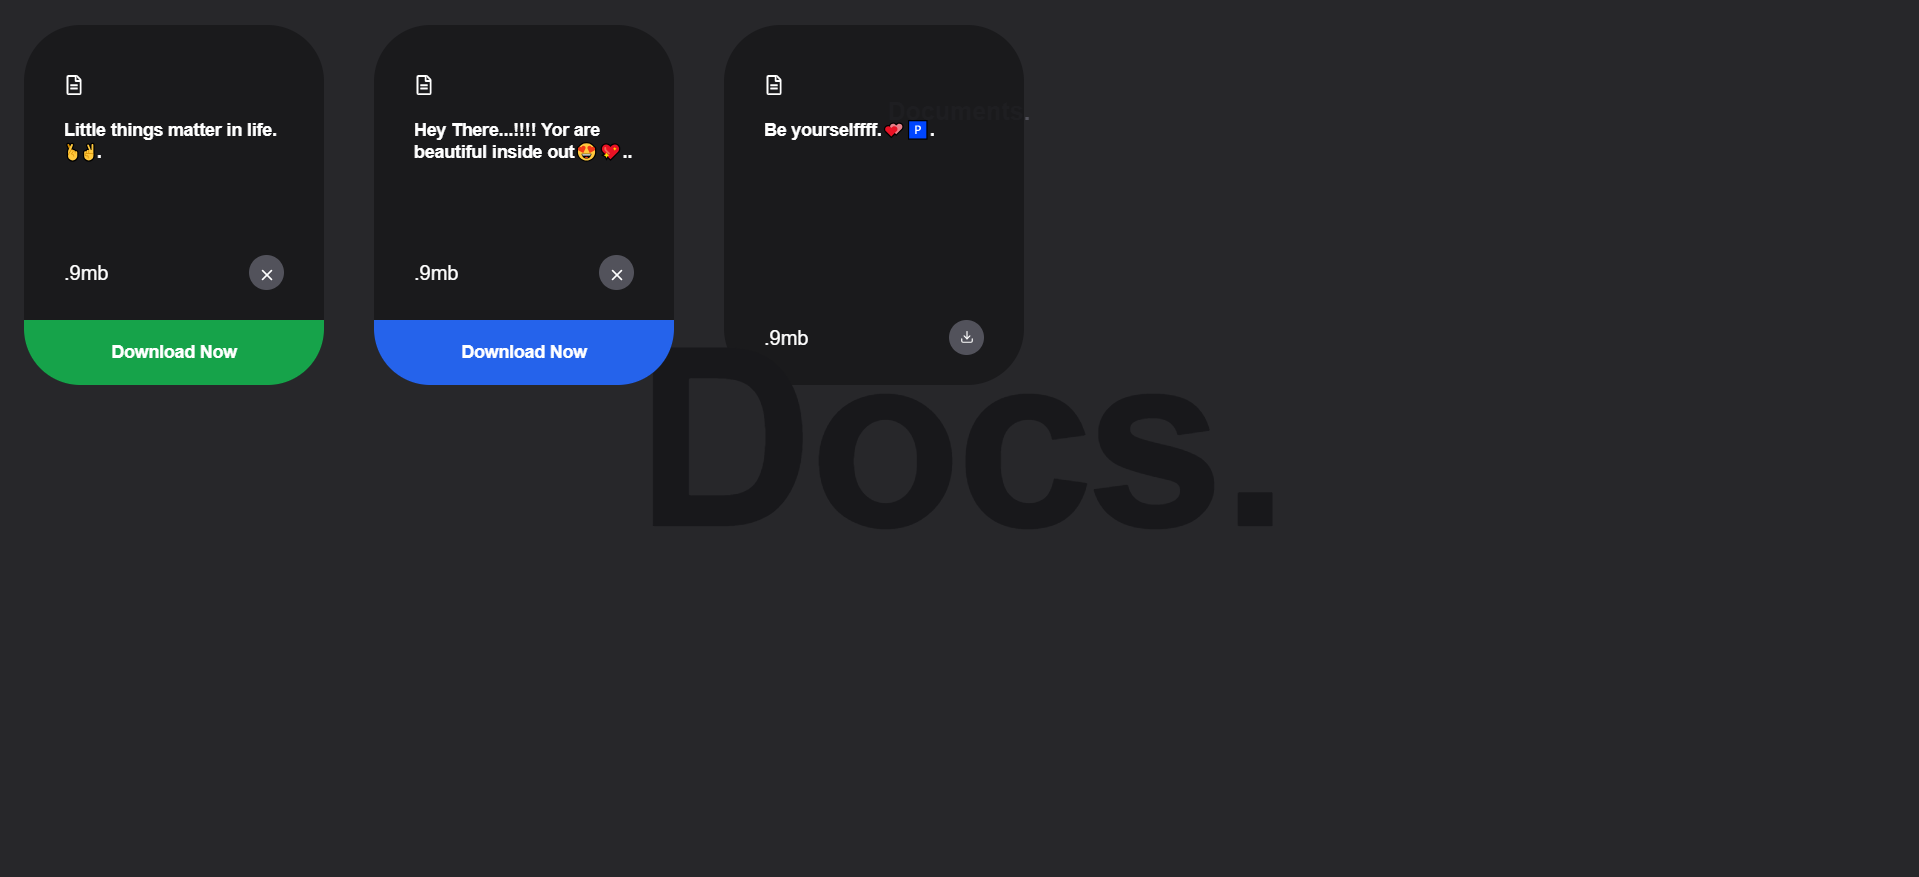 Little things matter in life.
🫰✌️.
.9mb
Download Now
Hey There...!!!! Yor are
beautiful inside out😍 💖..
.9mb
Download Now
Documents.
Be yourselffff.💕 🅿️.
.9mb
Docs.